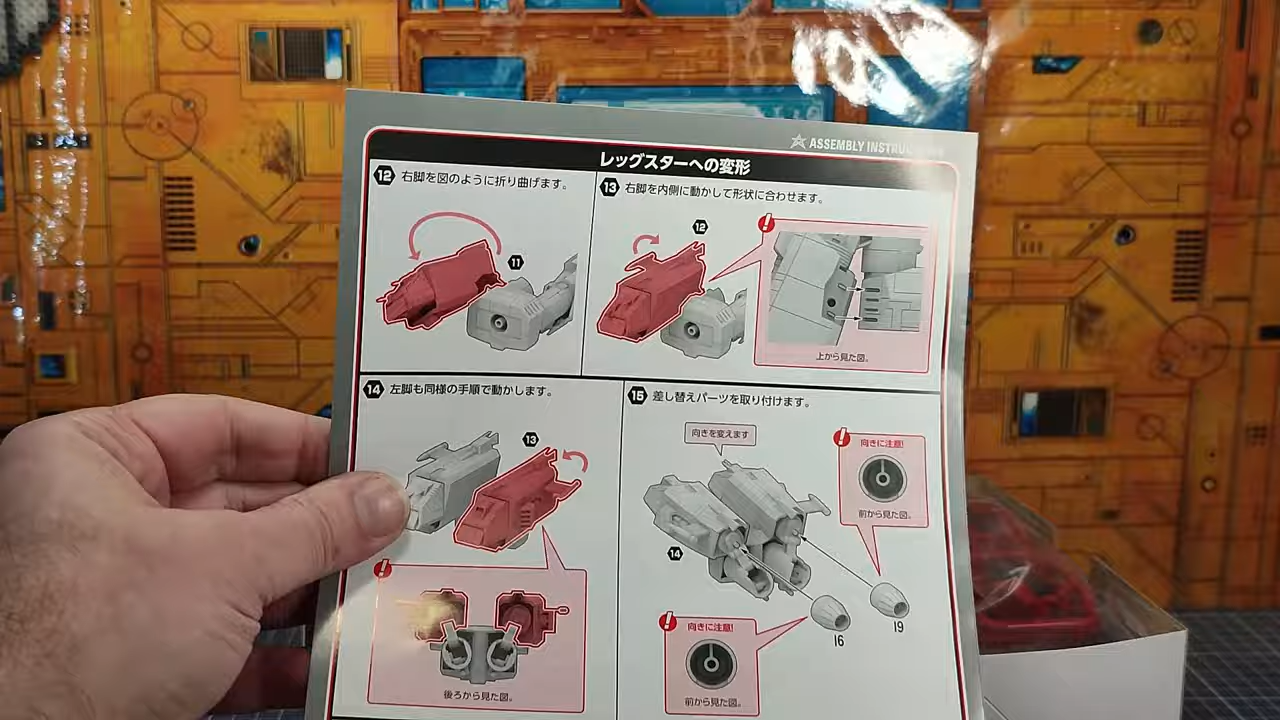 ASSEMBLY
レッグスターへの変形
12 右脚を図のように折り曲げます。
11
13 右脚を内側に動かして形状に合わせます。
12
!
上から見た図。
14 左脚も同様の手順で動かします。
13
!
後ろから見た図。
15 差し替えパーツを取り付けます。
向きを変えます
14
!
向きに注意!
前から見た図。
16
19
!
向きに注意!
前から見た図。